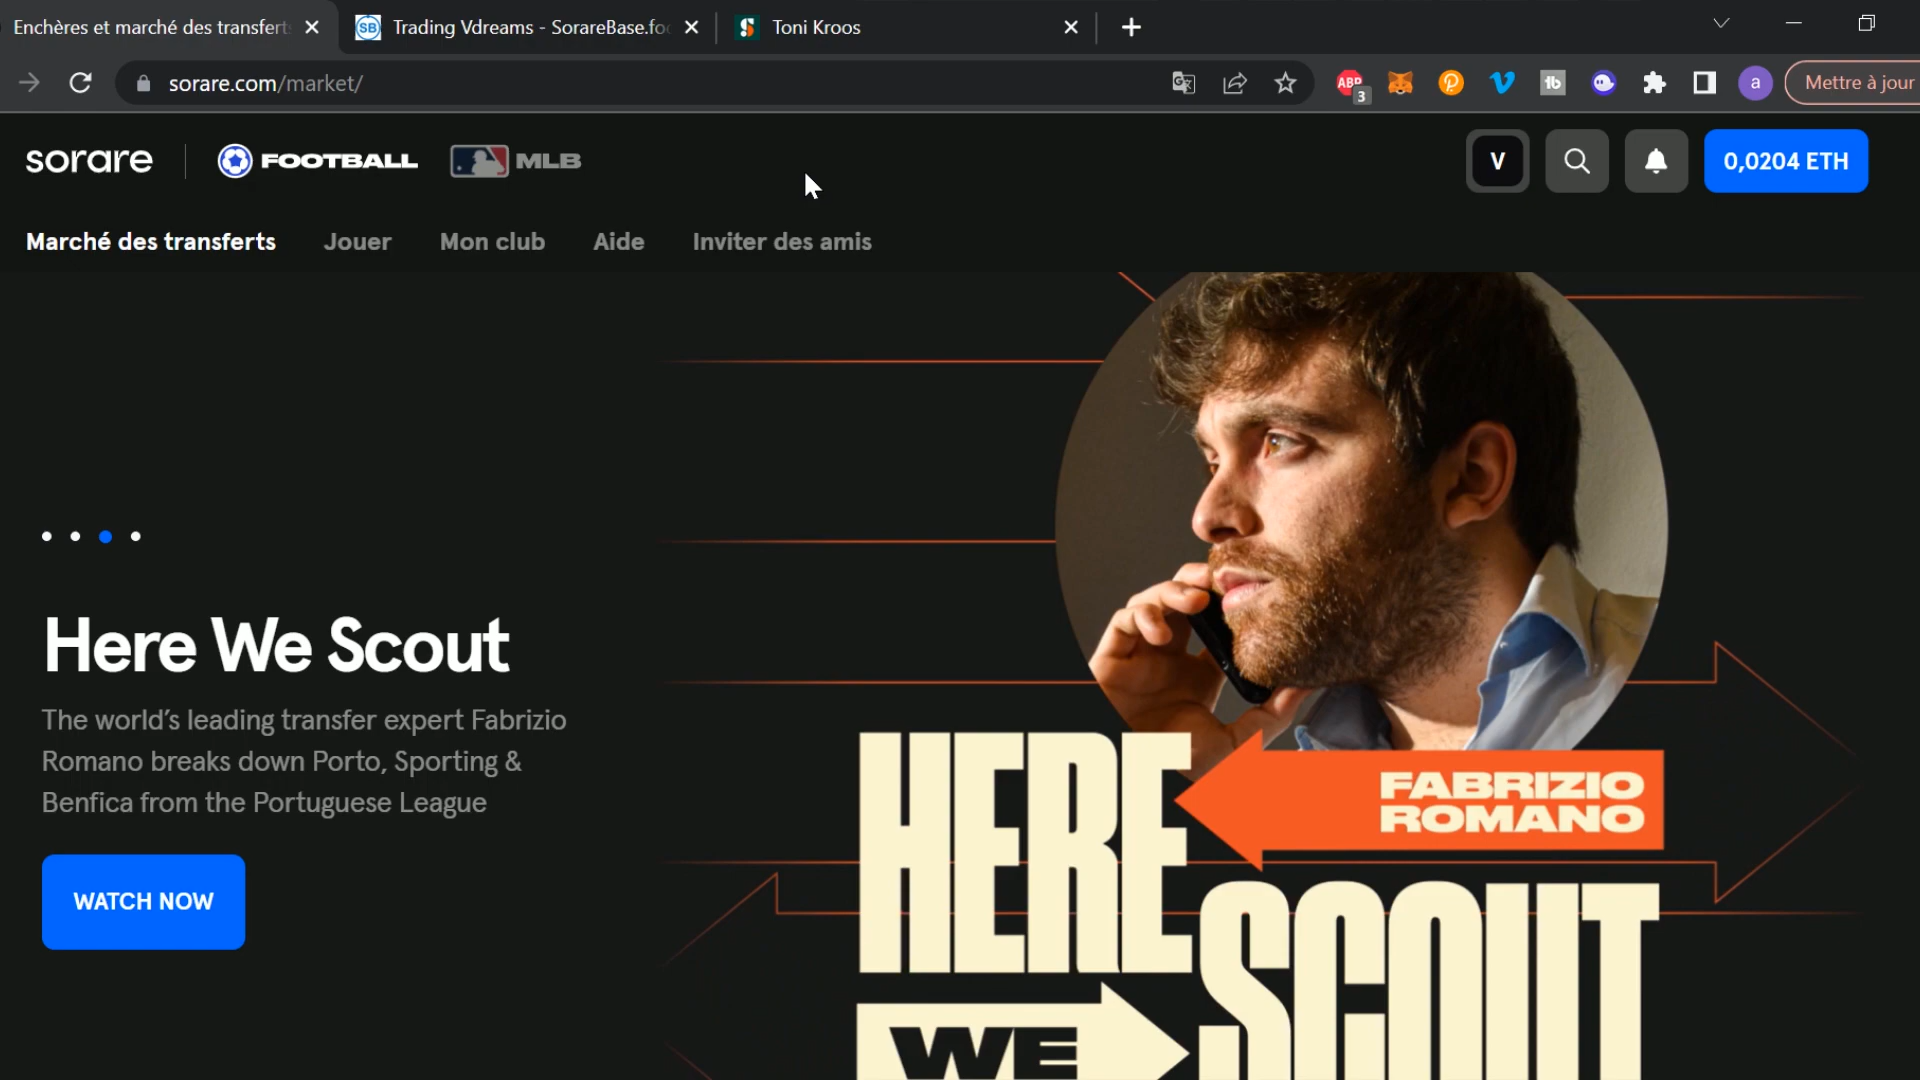 Enchères et marché des transfert
Trading Vdreams - SorareBase.fo
Toni Kroos
sorare.com/market/
ABP
3
tb
a
Mettre à jour
sorare
FOOTBALL
MLB
V
0,0204 ETH
Marché des transferts
Jouer
Mon club
Aide
Inviter des amis
Here We Scout
The world's leading transfer expert Fabrizio
Romano breaks down Porto, Sporting &
Benfica from the Portuguese League
WATCH NOW
HERE
FABRIZIO
ROMANO
SCOUT
WE